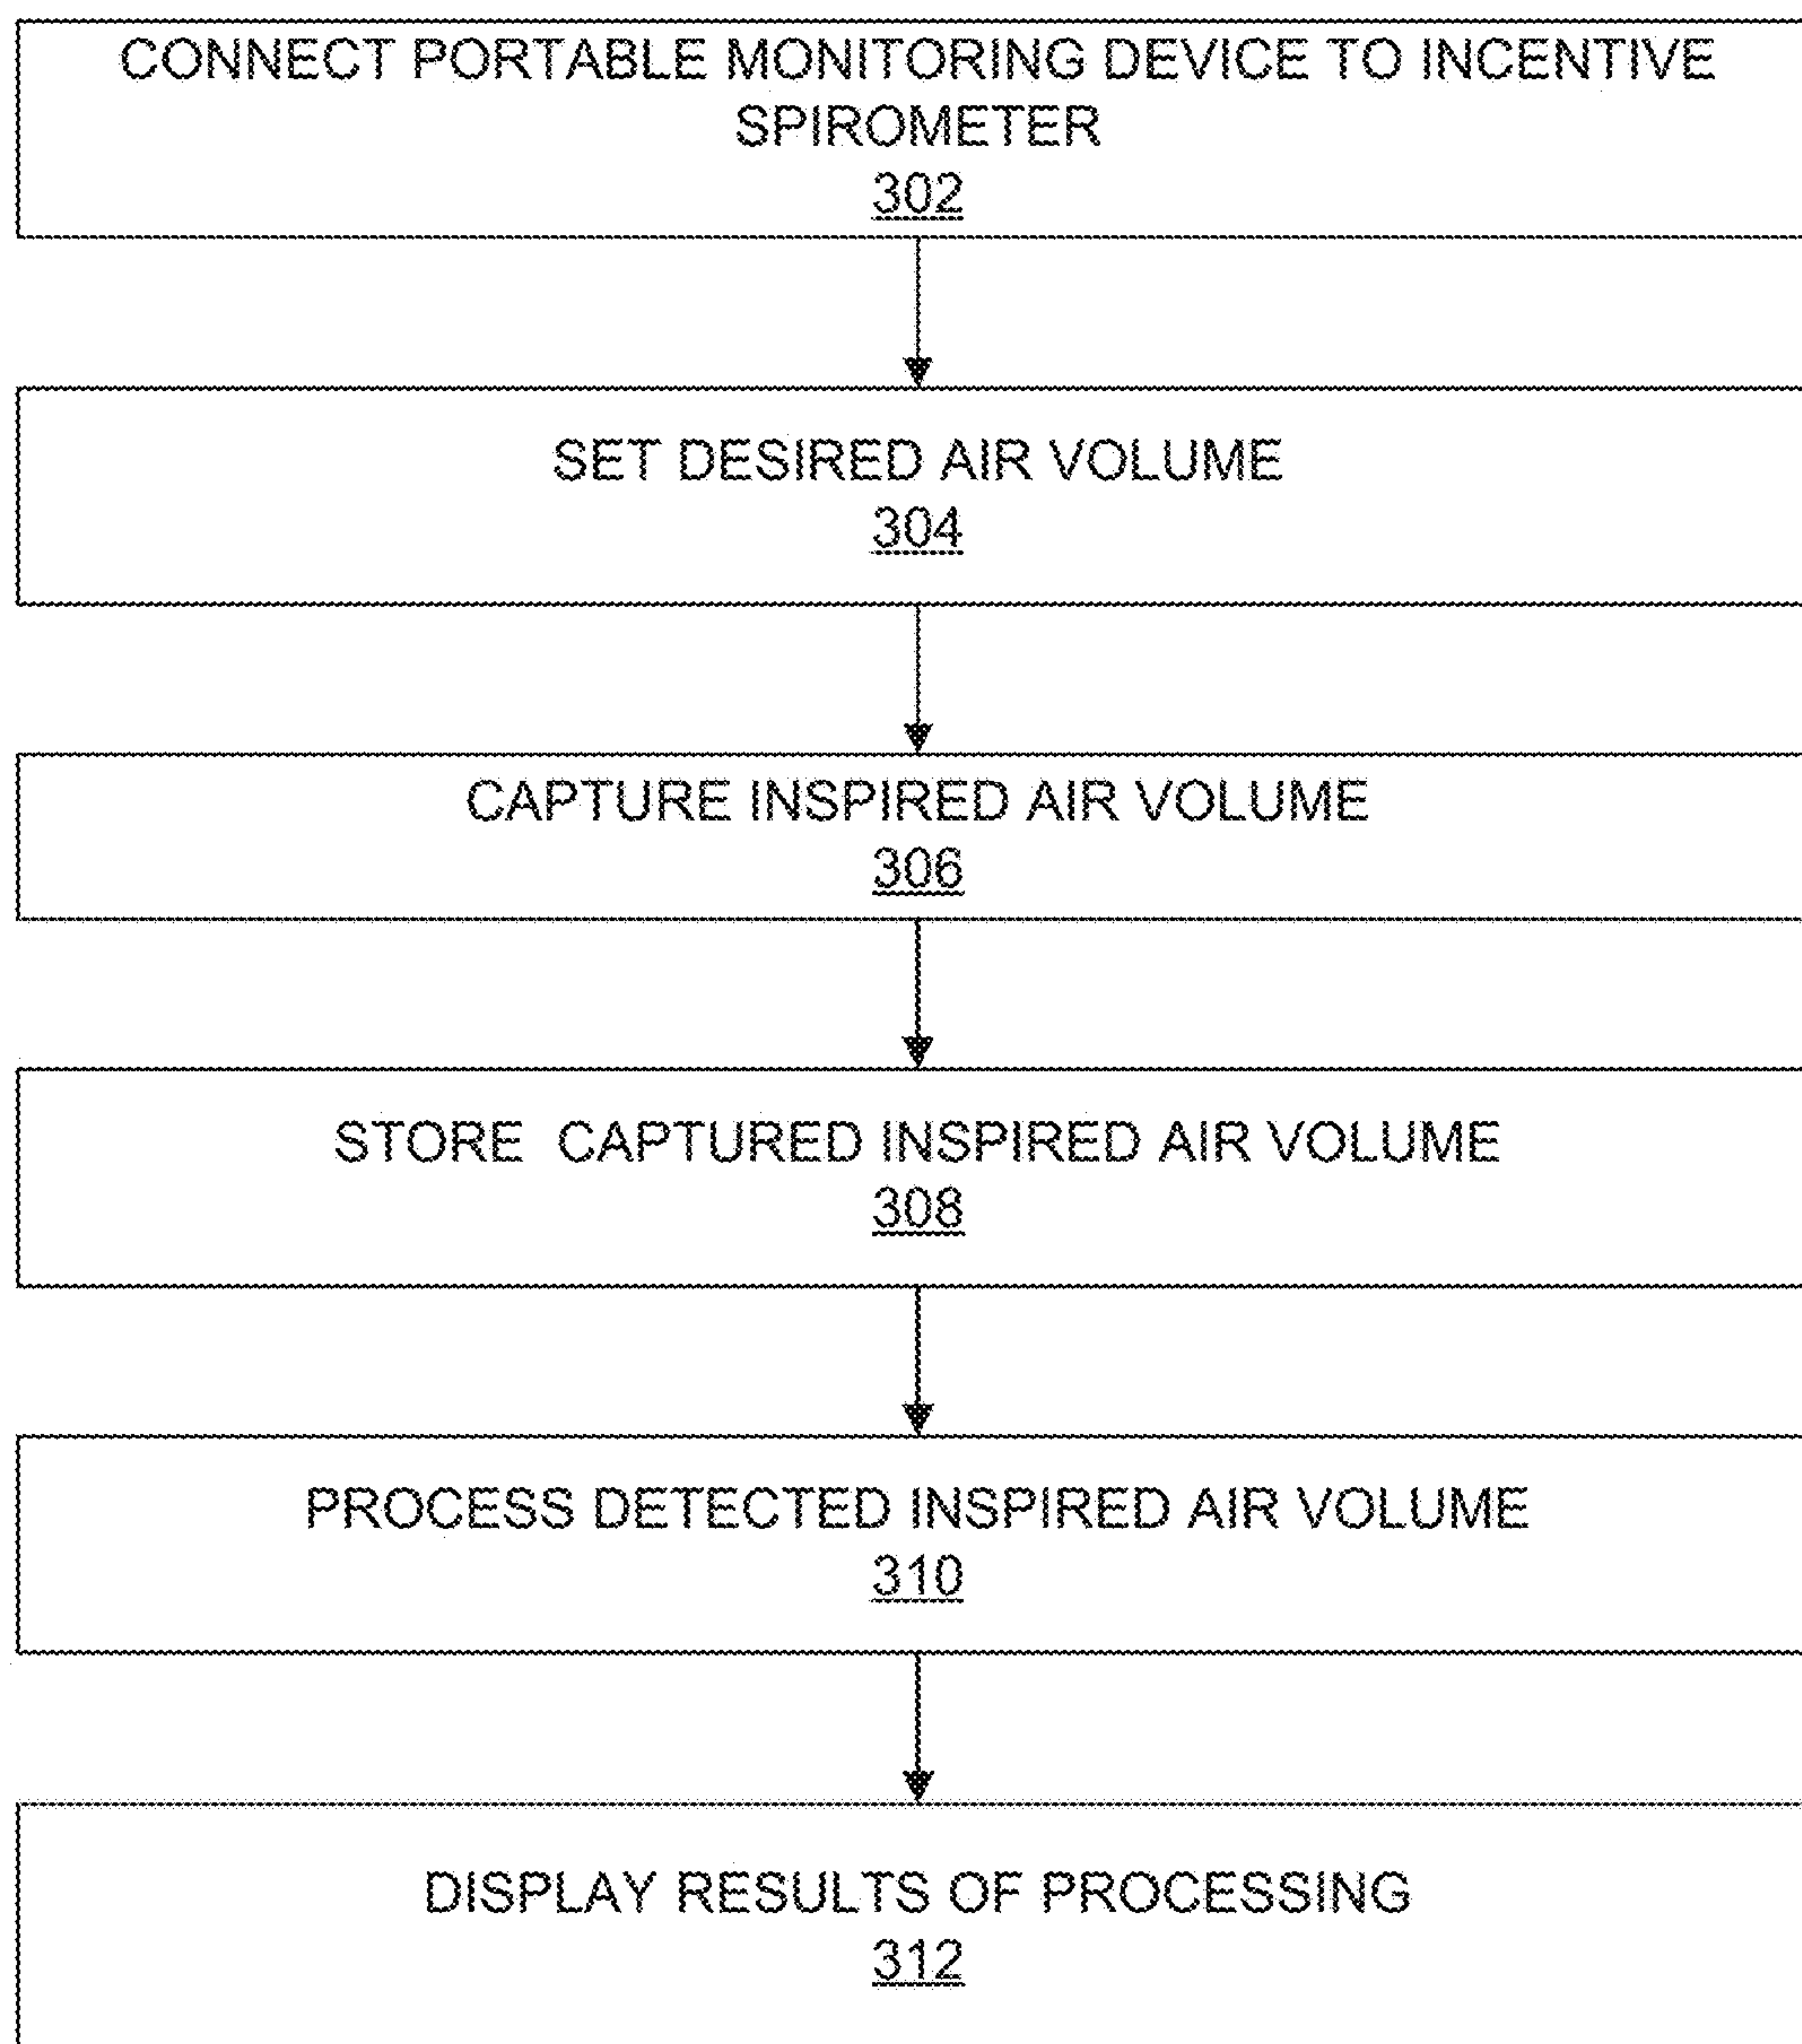 CONNECT PORTABLE MONITORING DEVICE TO INCENTIVE
SPIROMETER
302
SET DESIRED AIR VOLUME
304
CAPTURE INSPIRED AIR VOLUME
306
STORE CAPTURED INSPIRED AIR VOLUME
308
PROCESS DETECTED INSPIRED AIR VOLUME
310
DISPLAY RESULTS OF PROCESSING
312